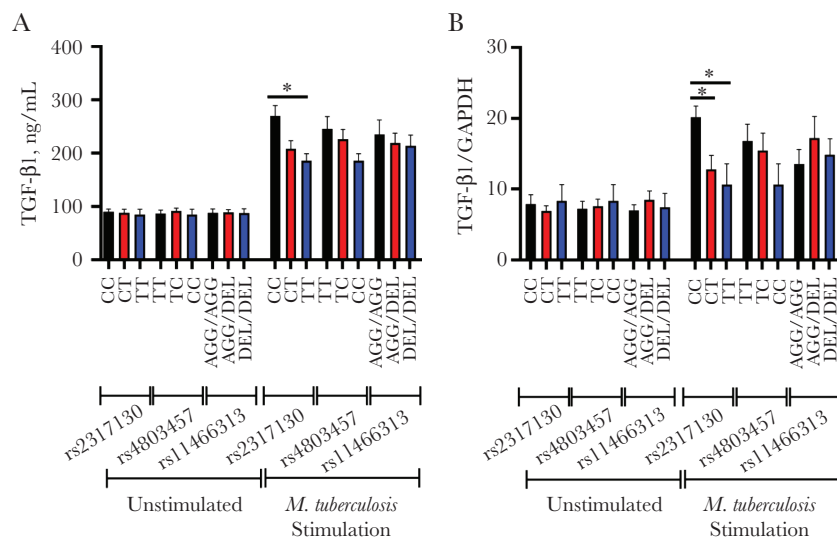 A
TGF-β1, ng/mL
400
300
200
100
0
*
CC
CT
TT
TT
TC
CC
AGG/AGG
AGG/DEL
DEL/DEL
CC
CT
TT
TT
TC
CC
AGG/AGG
AGG/DEL
DEL/DEL
rs2317130
rs4803457
rs11466313
rs2317130
rs4803457
rs11466313
Unstimulated
M. tuberculosis
Stimulation
B
TGF-β1/GAPDH
30
20
10
0
*
*
CC
CT
TT
TT
TC
CC
AGG/AGG
AGG/DEL
DEL/DEL
CC
CT
TT
TT
TC
CC
AGG/AGG
AGG/DEL
DEL/DEL
rs2317130
rs4803457
rs11466313
rs2317130
rs4803457
rs11466313
Unstimulated
M. tuberculosis
Stimulation